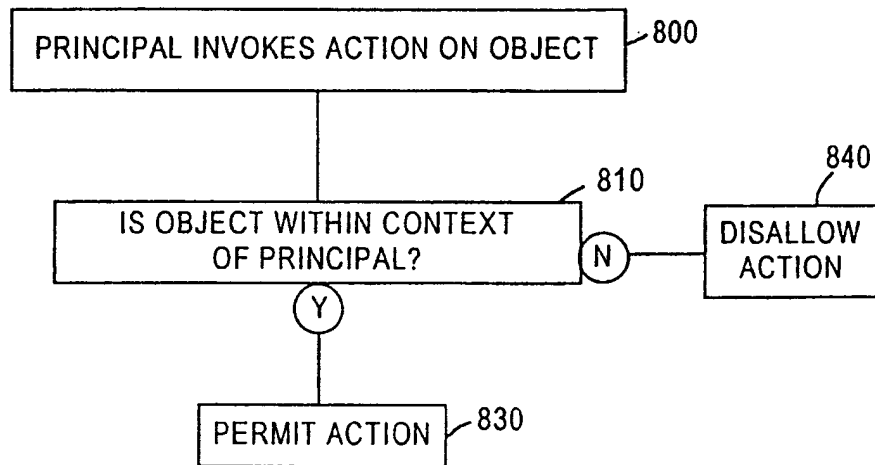 PRINCIPAL INVOKES ACTION ON OBJECT
800
810
IS OBJECT WITHIN CONTEXT
OF PRINCIPAL?
N
840
DISALLOW
ACTION
Y
PERMIT ACTION
830